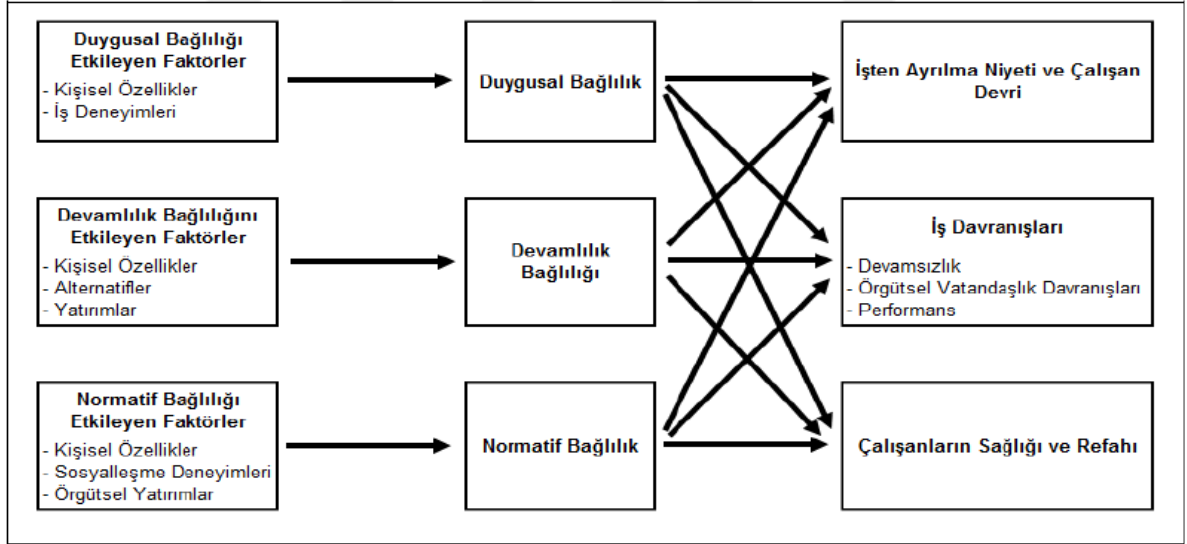 Duygusal Bağlılığı
Etkileyen Faktörler
- Kişisel Özellikler
- İş Deneyimleri
Duygusal Bağlılık
İşten Ayrılma Niyeti ve Çalışan
Devri
Devamlılık Bağlılığını
Etkileyen Faktörler
- Kişisel Özellikler
- Alternatifler
- Yatırımlar
Devamlılık
Bağlılığı
İş Davranışları
- Devamsızlık
- Örgütsel Vatandaşlık Davranışları
- Performans
Normatif Bağlılığı
Etkileyen Faktörler
- Kişisel Özellikler
- Sosyalleşme Deneyimleri
- Örgütsel Yatırımlar
Normatif Bağlılık
Çalışanların Sağlığı ve Refahı